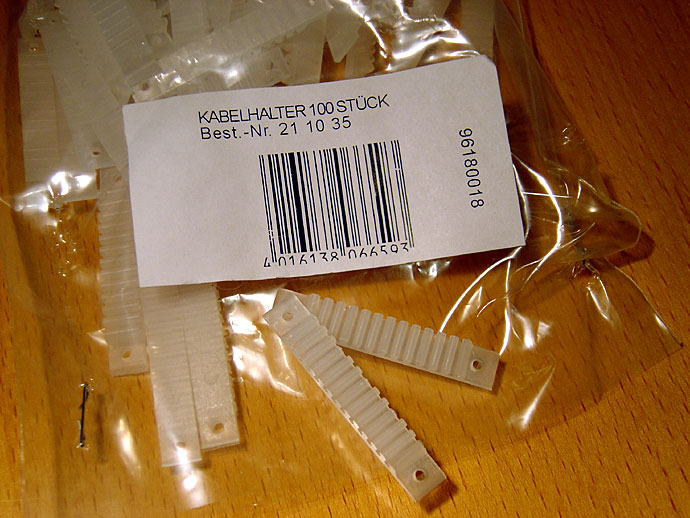 KABELHALTER 100 STÜCK
Best.-Nr. 21 10 35
96180018
4 016138 066593